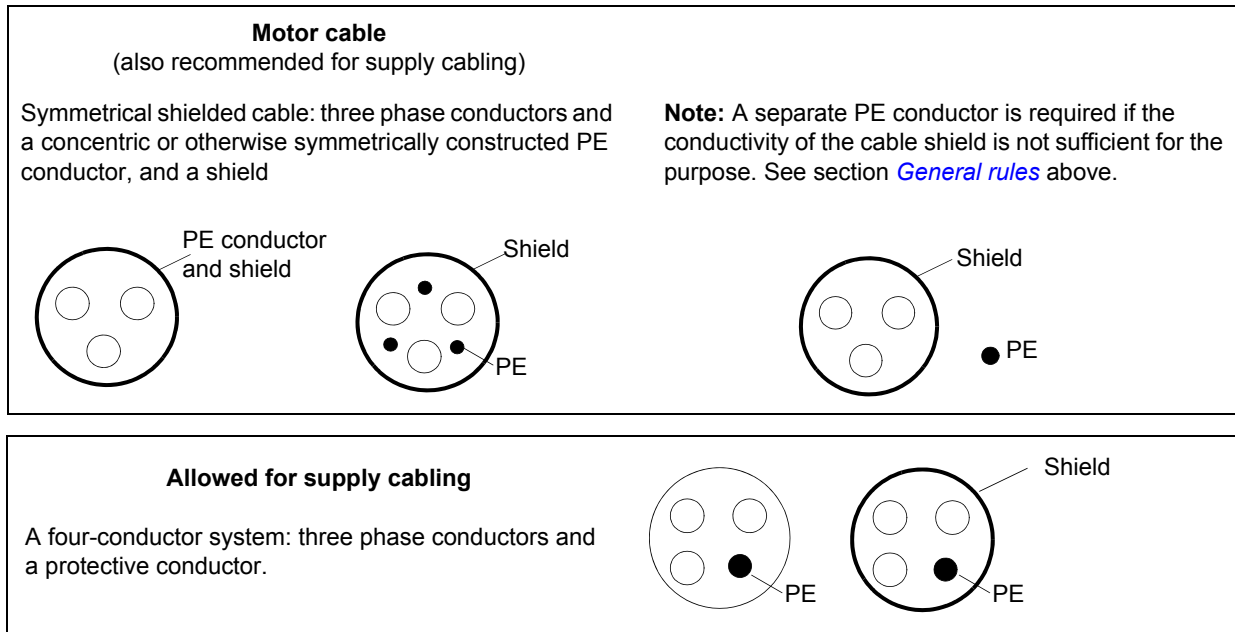 Motor cable
(also recommended for supply cabling)
Symmetrical shielded cable: three phase conductors and
a concentric or otherwise symmetrically constructed PE
conductor, and a shield
Note: A separate PE conductor is required if the
conductivity of the cable shield is not sufficient for the
purpose. See section General rules above.
PE conductor
and shield
Shield
PE
Shield
PE
Allowed for supply cabling
A four-conductor system: three phase conductors and
a protective conductor.
PE
Shield
PE